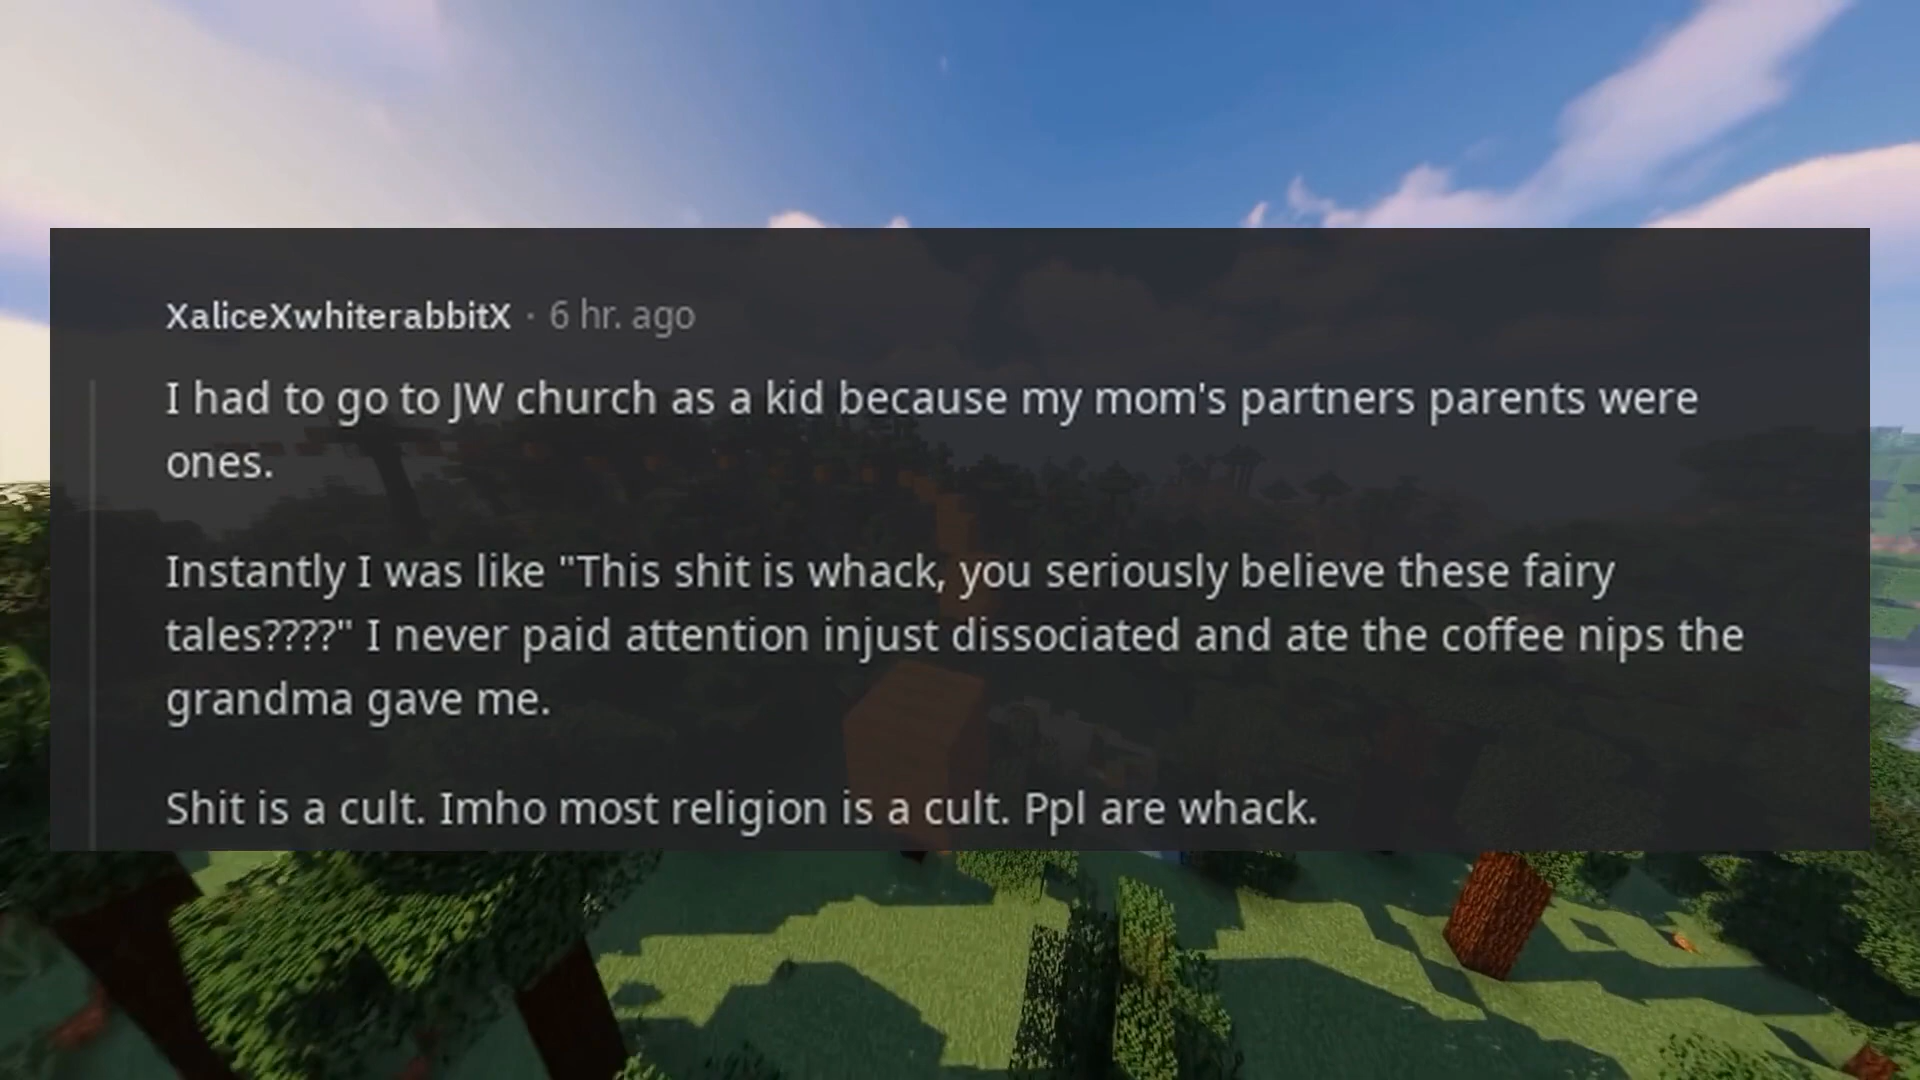 XaliceXwhiterabbitX · 6 hr. ago
I had to go to JW church as a kid because my mom's partners parents were
ones.
Instantly I was like "This shit is whack, you seriously believe these fairy
tales????" I never paid attention injust dissociated and ate the coffee nips the
grandma gave me.
Shit is a cult. Imho most religion is a cult. Ppl are whack.